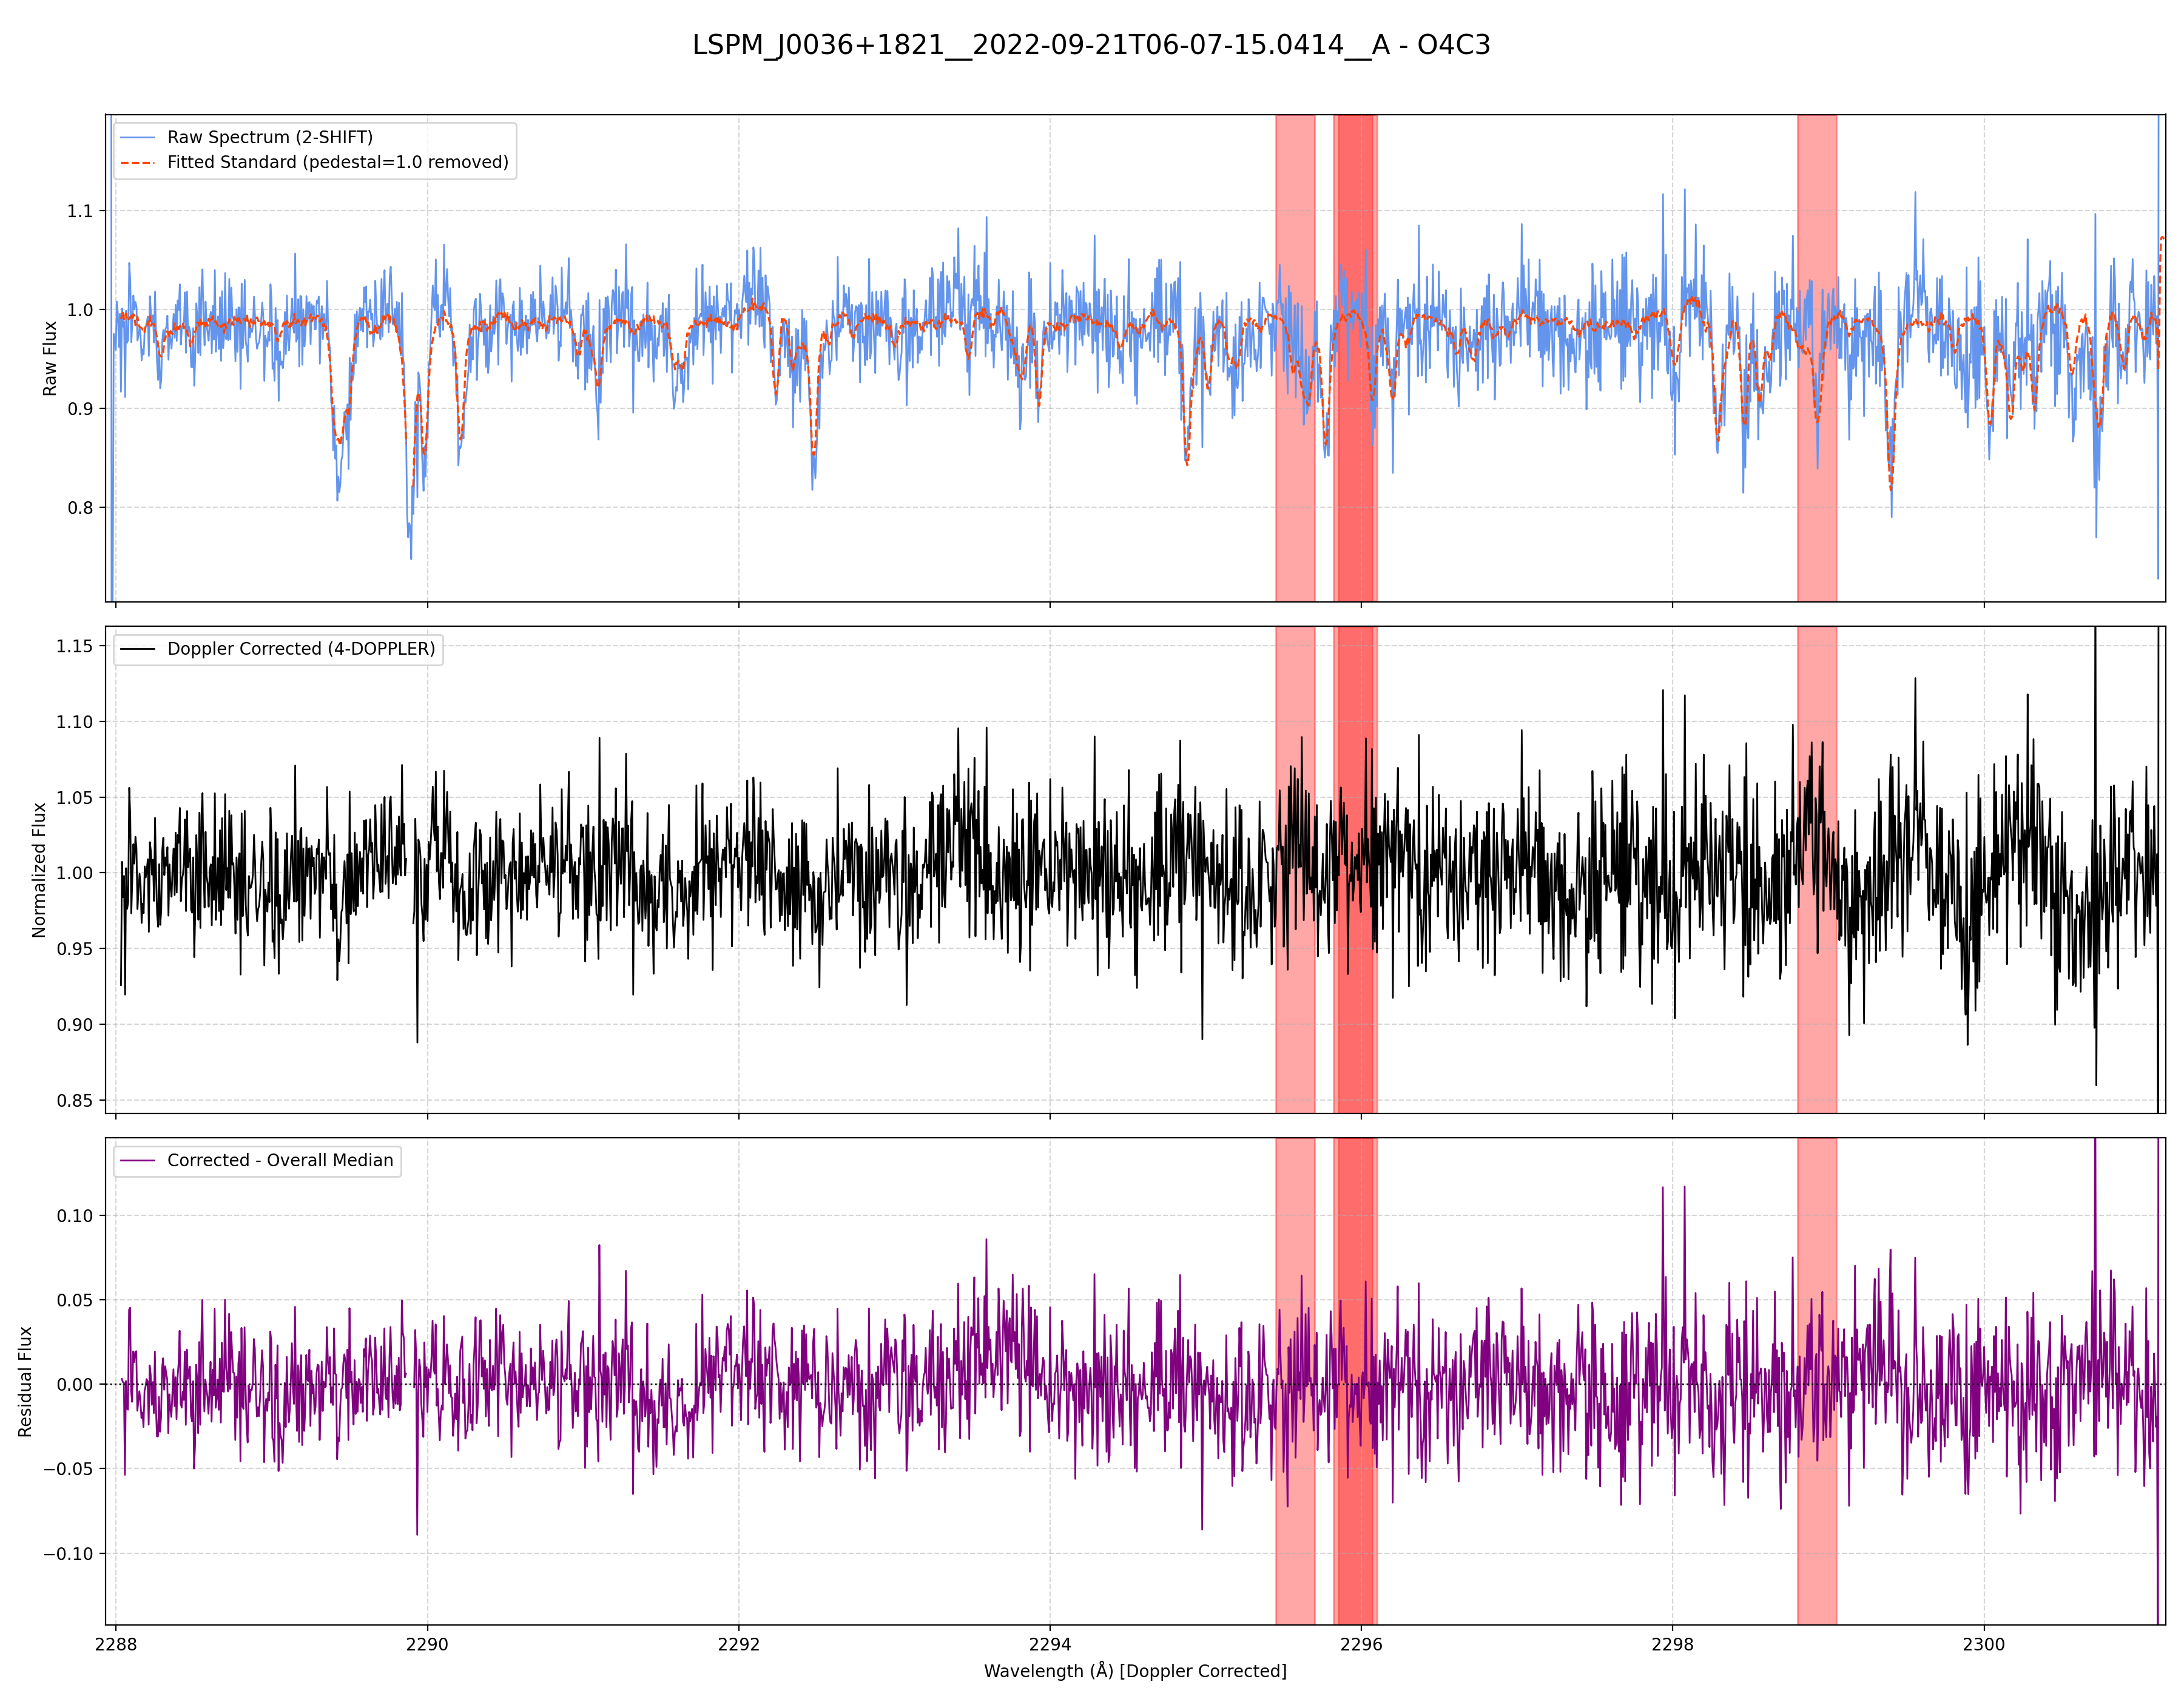 LSPM_J0036+1821__2022-09-21T06-07-15.0414__A - O4C3
Raw Spectrum (2-SHIFT)
Fitted Standard (pedestal=1.0 removed)
1.1
1.0
0.9
0.8
Raw Flux
Doppler Corrected (4-DOPPLER)
1.15
1.10
1.05
1.00
0.95
0.90
0.85
Normalized Flux
Corrected - Overall Median
0.10
0.05
0.00
−0.05
−0.10
Residual Flux
2288
2290
2292
2294
2296
2298
2300
Wavelength (Å) [Doppler Corrected]